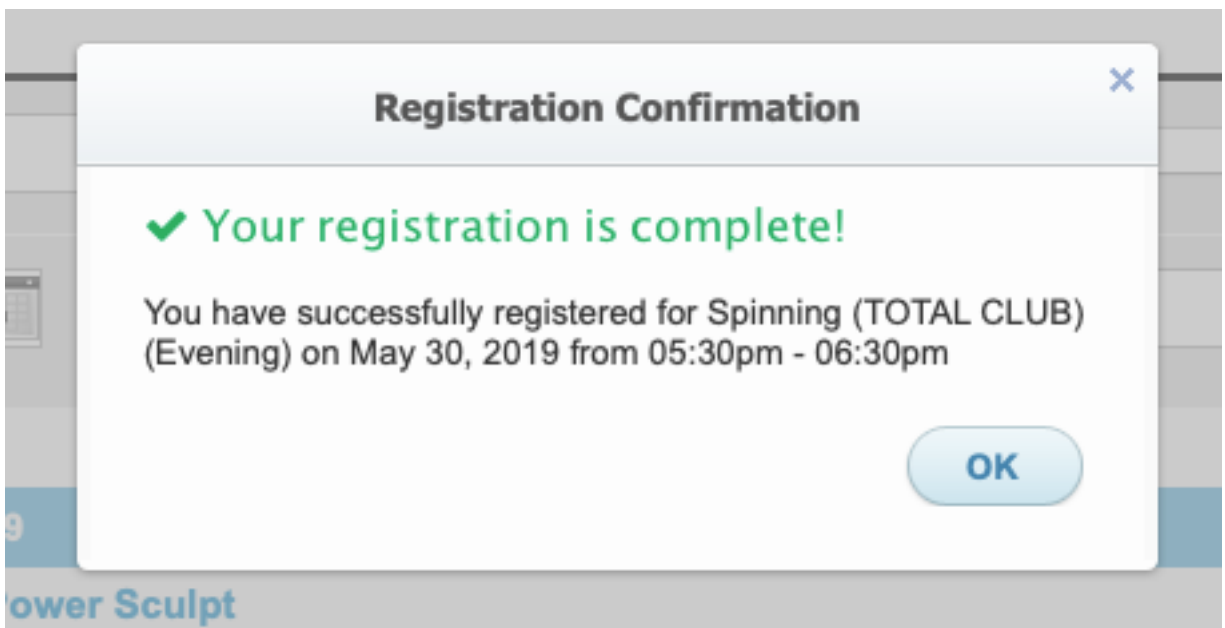 Registration Confirmation
Your registration is complete!
You have successfully registered for Spinning (TOTAL CLUB)
(Evening) on May 30, 2019 from 05:30pm - 06:30pm
OK
9
ower Sculpt